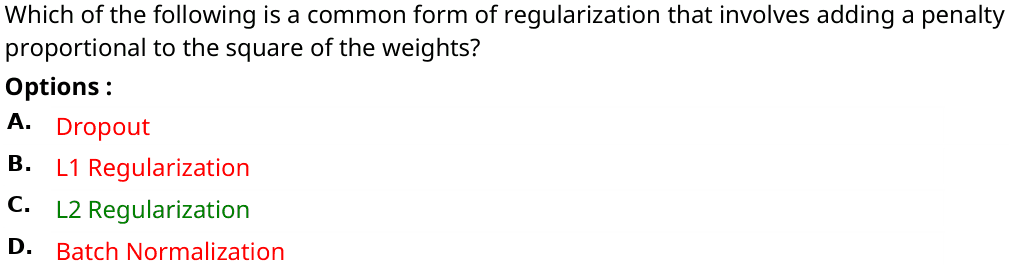 Which of the following is a common form of regularization that involves adding a penalty
proportional to the square of the weights?
Options :
A. Dropout
B. L1 Regularization
C. L2 Regularization
D. Batch Normalization